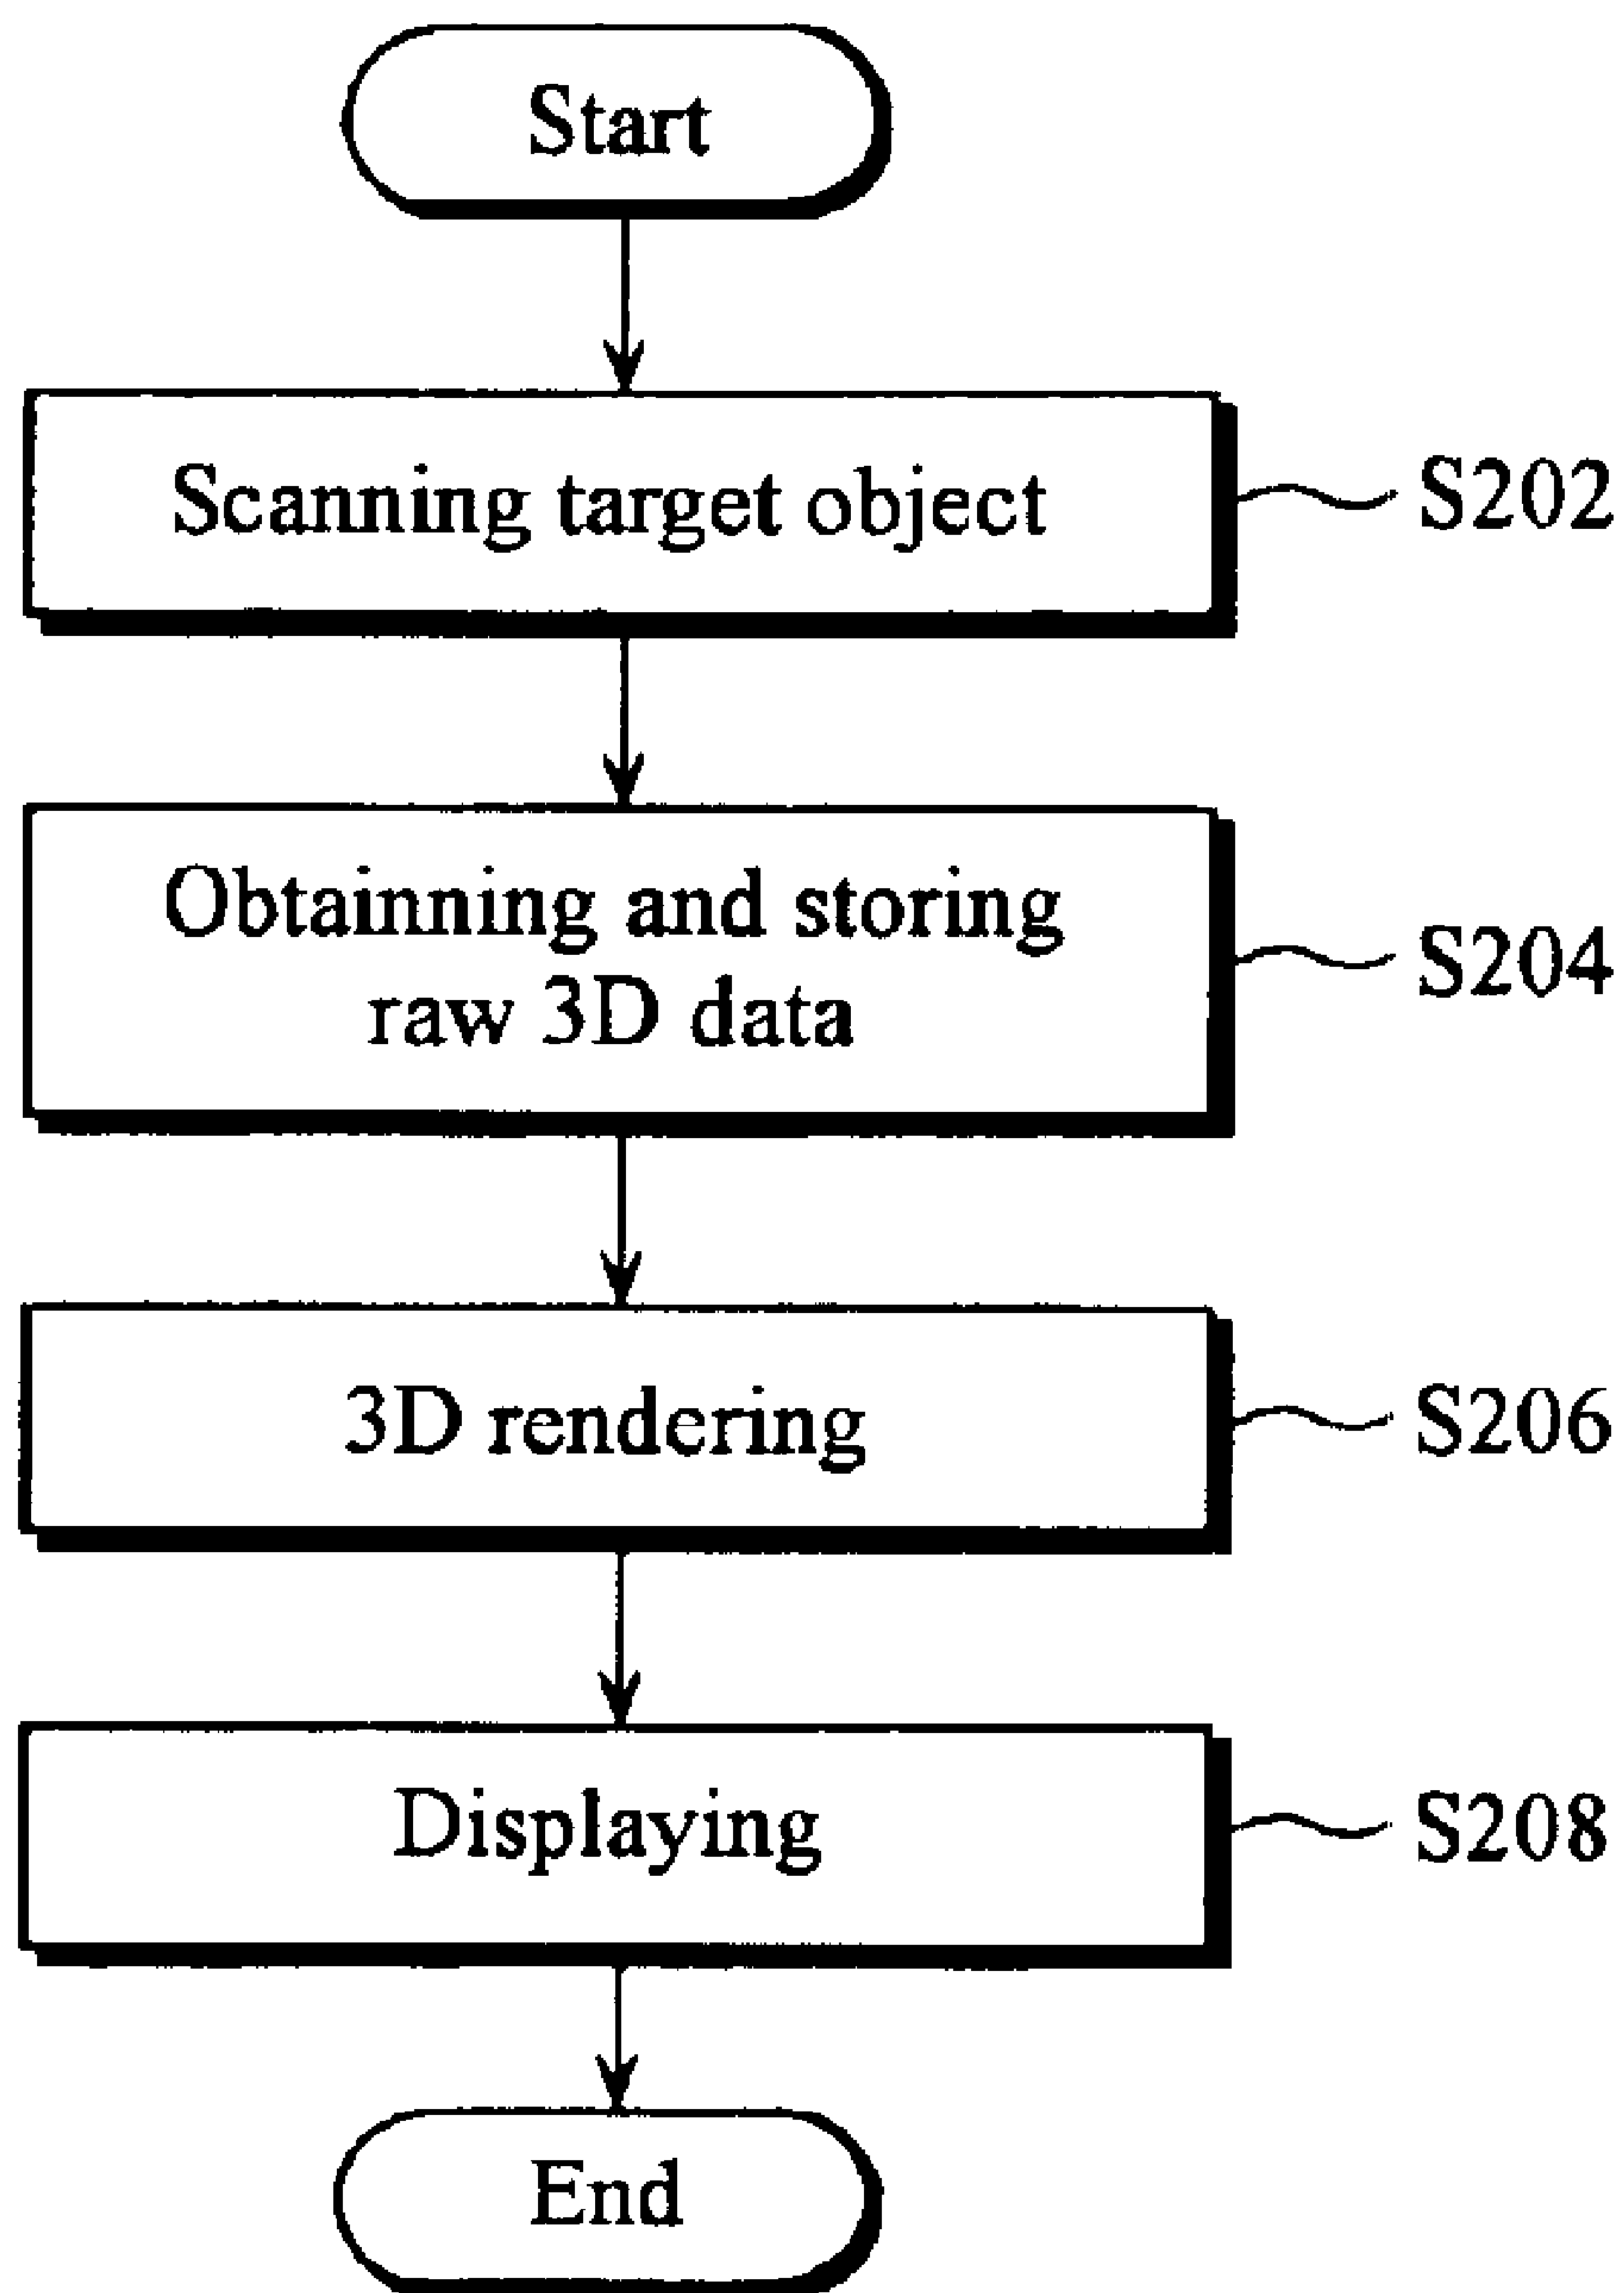 Start
Scanning target object
S202
Obtainning and storing
raw 3D data
S204
3D rendering
S206
Displaying
S208
End